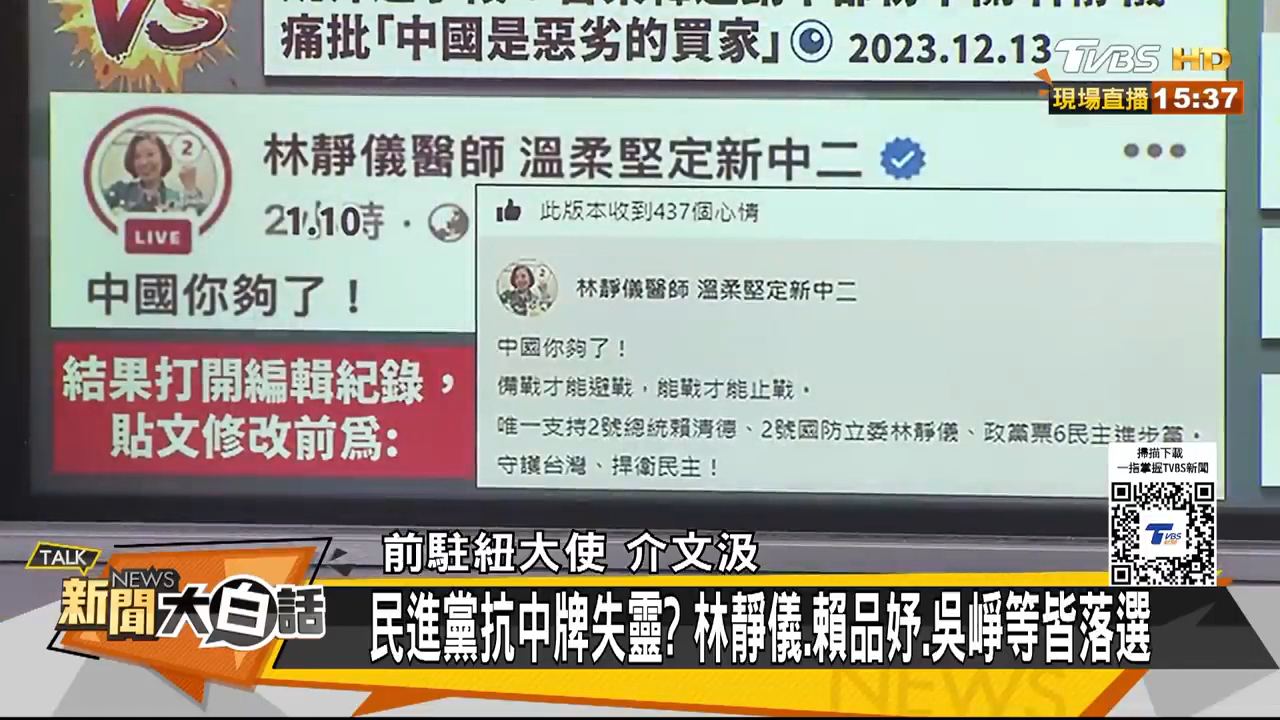 VS
痛批「中國是惡劣的買家」 2023.12.13
TVBS HD
現場直播 15:37
林靜儀醫師 溫柔堅定新中二
1.10
LIVE
中國你夠了！
此版本收到437個心情
林靜儀醫師 溫柔堅定新中二
中國你夠了！
備戰才能避戰，能戰才能止戰。
唯一支持2號總統賴清德、2號國防立委林靜儀、政黨票6民主進步黨，
守護台灣、捍衛民主！
結果打開編輯紀錄，
貼文修改前為:
掃描下載
一指掌握TVBS新聞
TVBS
前駐紐大使 介文汲
TALK
NEWS
新聞大白話
民進黨抗中牌失靈? 林靜儀.賴品妤.吳崢等皆落選
NEWS